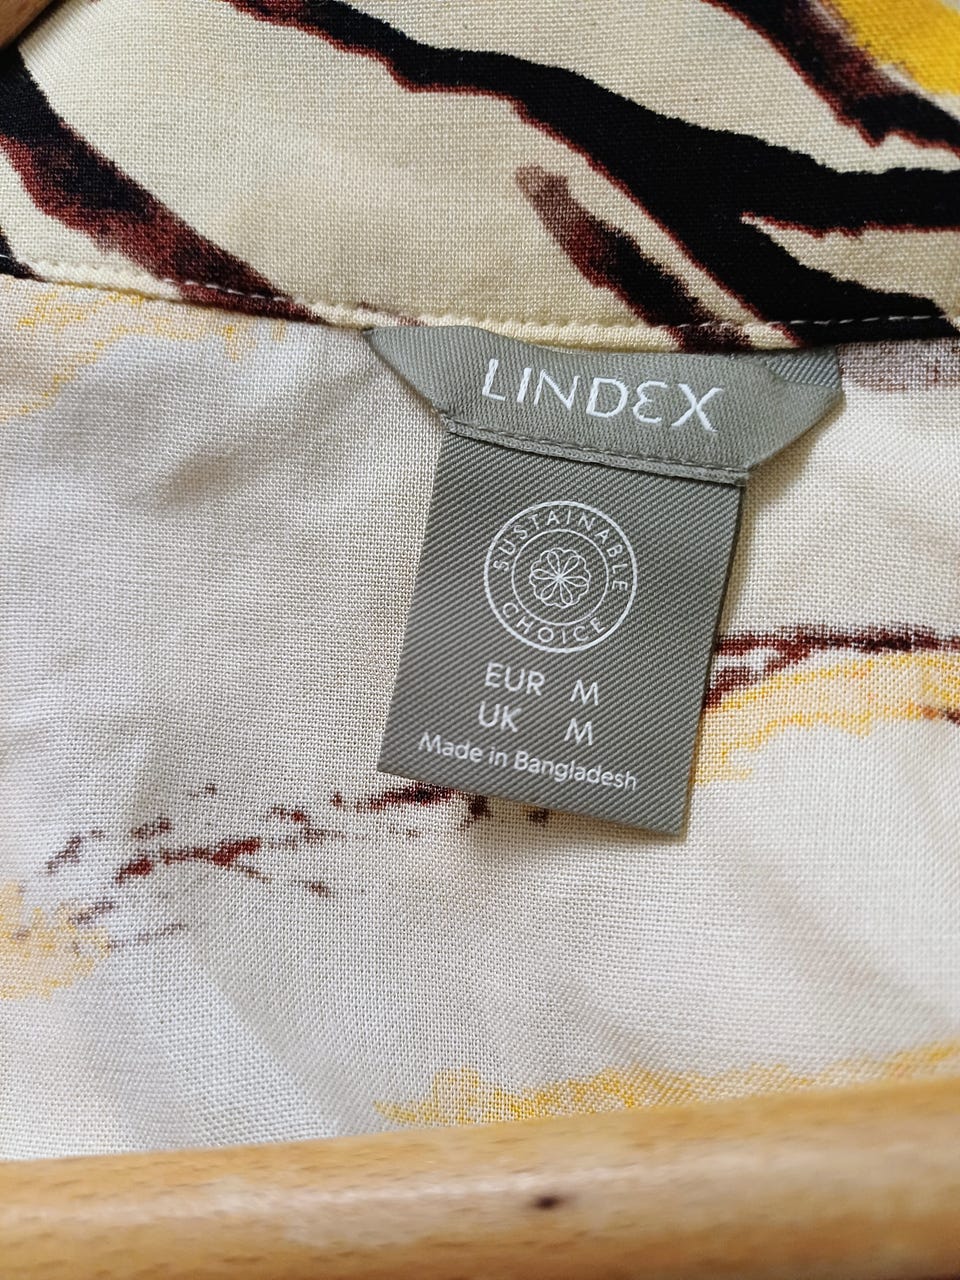 LINDEX
SUSTAINABLE
CHOICE
EUR M
UK M
Made in Bangladesh